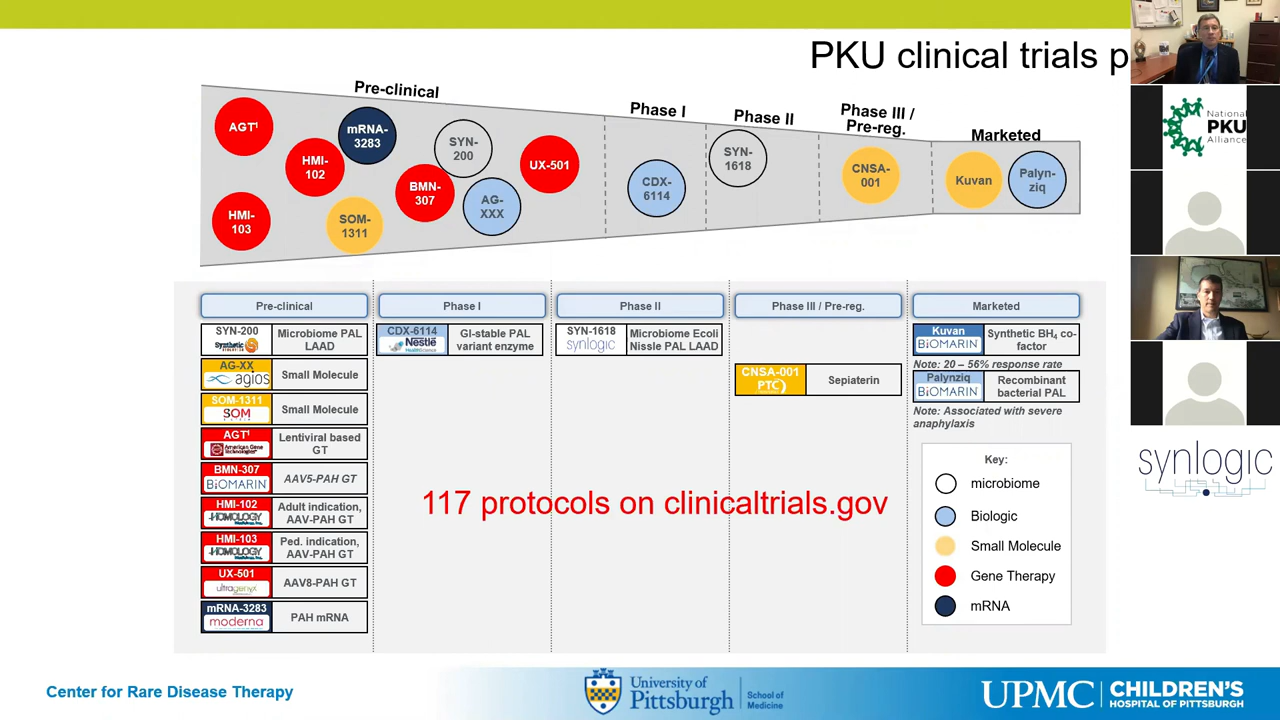 PKU clinical trials p
Pre-clinical
Phase I
Phase II
Phase III /
Pre-reg.
Marketed
AGT¹
HMI-
103
HMI-
102
mRNA-
3283
SOM-
1311
BMN-
307
SYN-
200
AG-
XXX
UX-501
CDX-
6114
SYN-
1618
CNSA-
001
Kuvan
Palyn-
ziq
National
PKU
Alliance
synlogic
Pre-clinical
SYN-200
Synthetic
Microbiome PAL
LAAD
AG-XX
agios
Small Molecule
SOM-1311
SOM
Small Molecule
AGT¹
American Gene
Technologies
Lentiviral based
GT
BMN-307
BIOMARIN
AAV5-PAH GT
HMI-102
HOMOLOGY
Adult indication,
AAV-PAH GT
HMI-103
HOMOLOGY
Ped. indication,
AAV-PAH GT
UX-501
ultragenyx
AAV8-PAH GT
mRNA-3283
moderna
PAH mRNA
Phase I
CDX-6114
Nestlé
HealthScience
GI-stable PAL
variant enzyme
Phase II
SYN-1618
synlogic
Microbiome Ecoli
Nissle PAL LAAD
Phase III / Pre-reg.
CNSA-001
PTC
Sepiaterin
Marketed
Kuvan
BIOMARIN
Synthetic BH₄ co-
factor
Note: 20 – 56% response rate
Palynziq
BIOMARIN
Recombinant
bacterial PAL
Note: Associated with severe
anaphylaxis
117 protocols on clinicaltrials.gov
Key:
microbiome
Biologic
Small Molecule
Gene Therapy
mRNA
Center for Rare Disease Therapy
University of
Pittsburgh
School of
Medicine
UPMC
CHILDREN'S
HOSPITAL OF PITTSBURGH